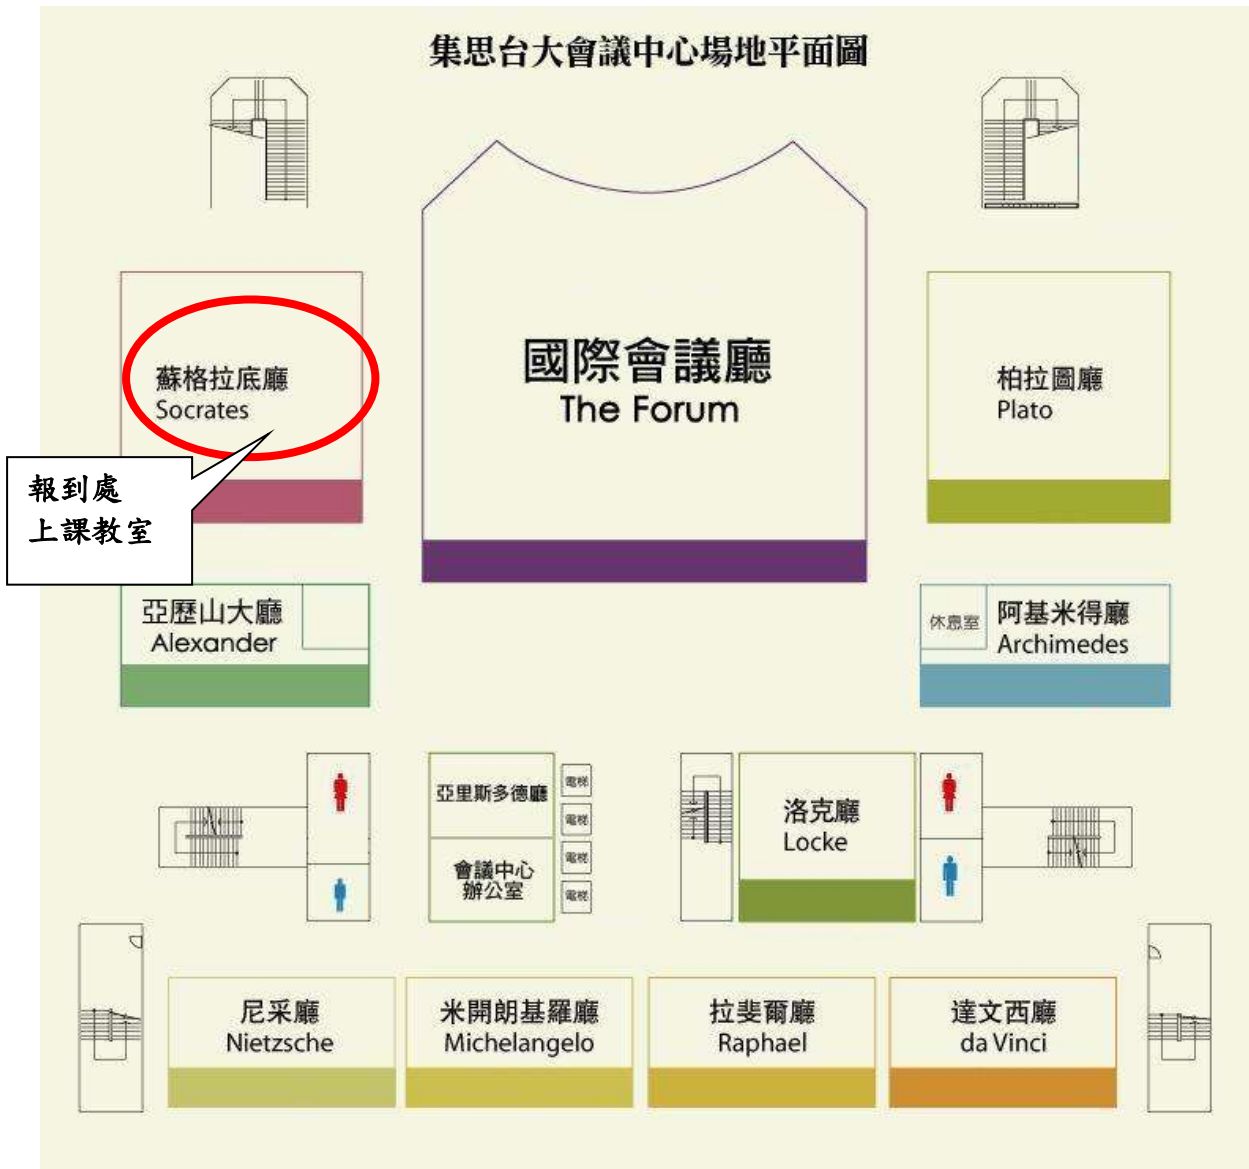 集思台大會議中心場地平面圖
國際會議廳
The Forum
蘇格拉底廳
Socrates
柏拉圖廳
Plato
報到處
上課教室
亞歷山大廳
Alexander
休息室
阿基米得廳
Archimedes
亞里斯多德廳
會議中心
辦公室
電梯
電梯
電梯
電梯
洛克廳
Locke
尼采廳
Nietzsche
米開朗基羅廳
Michelangelo
拉斐爾廳
Raphael
達文西廳
da Vinci